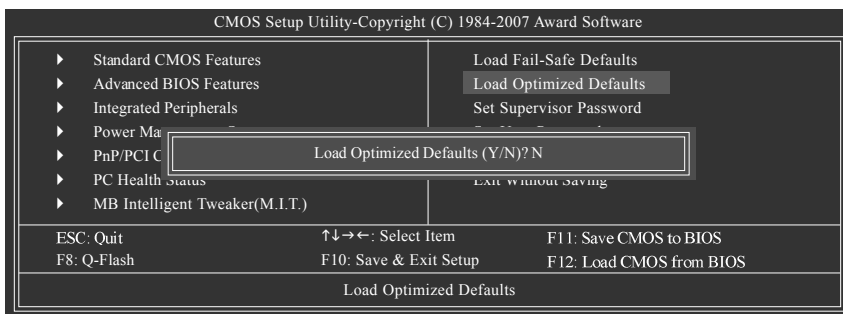 CMOS Setup Utility-Copyright (C) 1984-2007 Award Software
Standard CMOS Features
Advanced BIOS Features
Integrated Peripherals
Power
PnP/PCI
PC Health Status
MB Intelligent Tweaker(M.I.T.)
Load Fail-Safe Defaults
Load Optimized Defaults
Set Supervisor Password
Exit Without Saving
Load Optimized Defaults (Y/N)? N
ESC: Quit
↑↓→←: Select Item
F11: Save CMOS to BIOS
F8: Q-Flash
F10: Save & Exit Setup
F12: Load CMOS from BIOS
Load Optimized Defaults